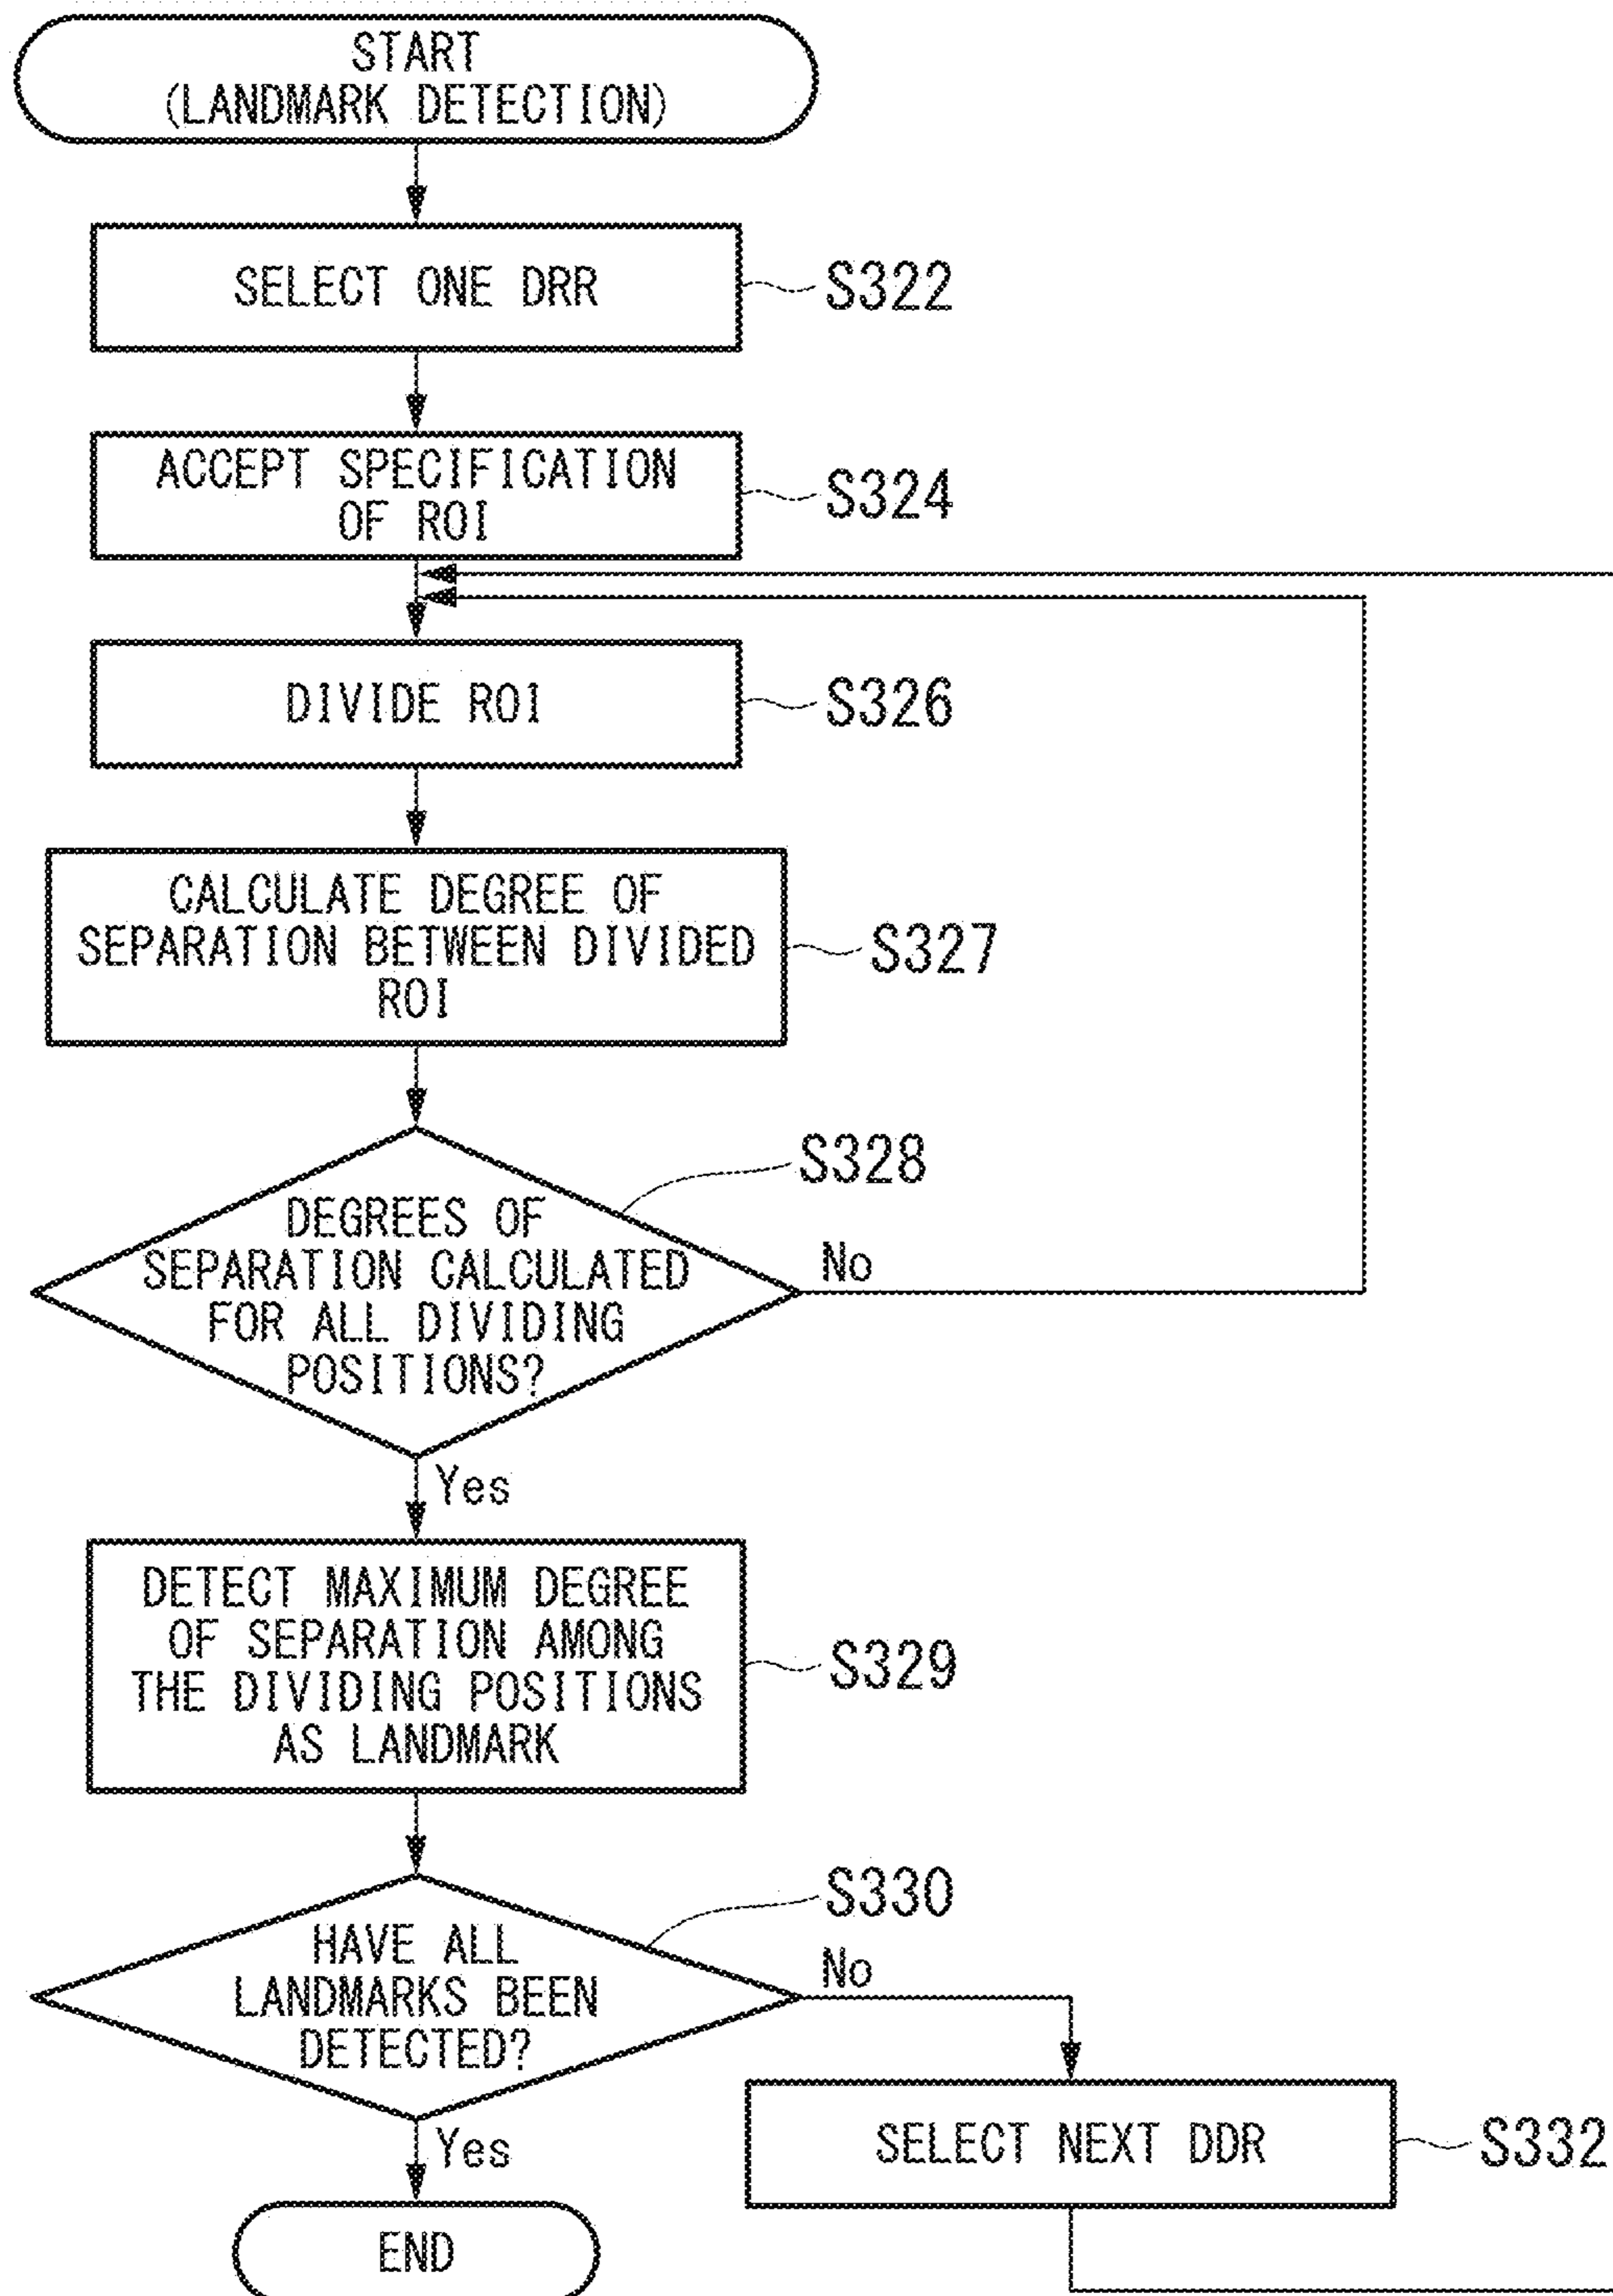 START
(LANDMARK DETECTION)
SELECT ONE DRR
S322
ACCEPT SPECIFICATION
OF ROI
S324
DIVIDE ROI
S326
CALCULATE DEGREE OF
SEPARATION BETWEEN DIVIDED
ROI
S327
S328
DEGREES OF
SEPARATION CALCULATED
FOR ALL DIVIDING
POSITIONS?
No
Yes
DETECT MAXIMUM DEGREE
OF SEPARATION AMONG
THE DIVIDING POSITIONS
AS LANDMARK
S329
S330
HAVE ALL
LANDMARKS BEEN
DETECTED?
No
Yes
SELECT NEXT DDR
S332
END